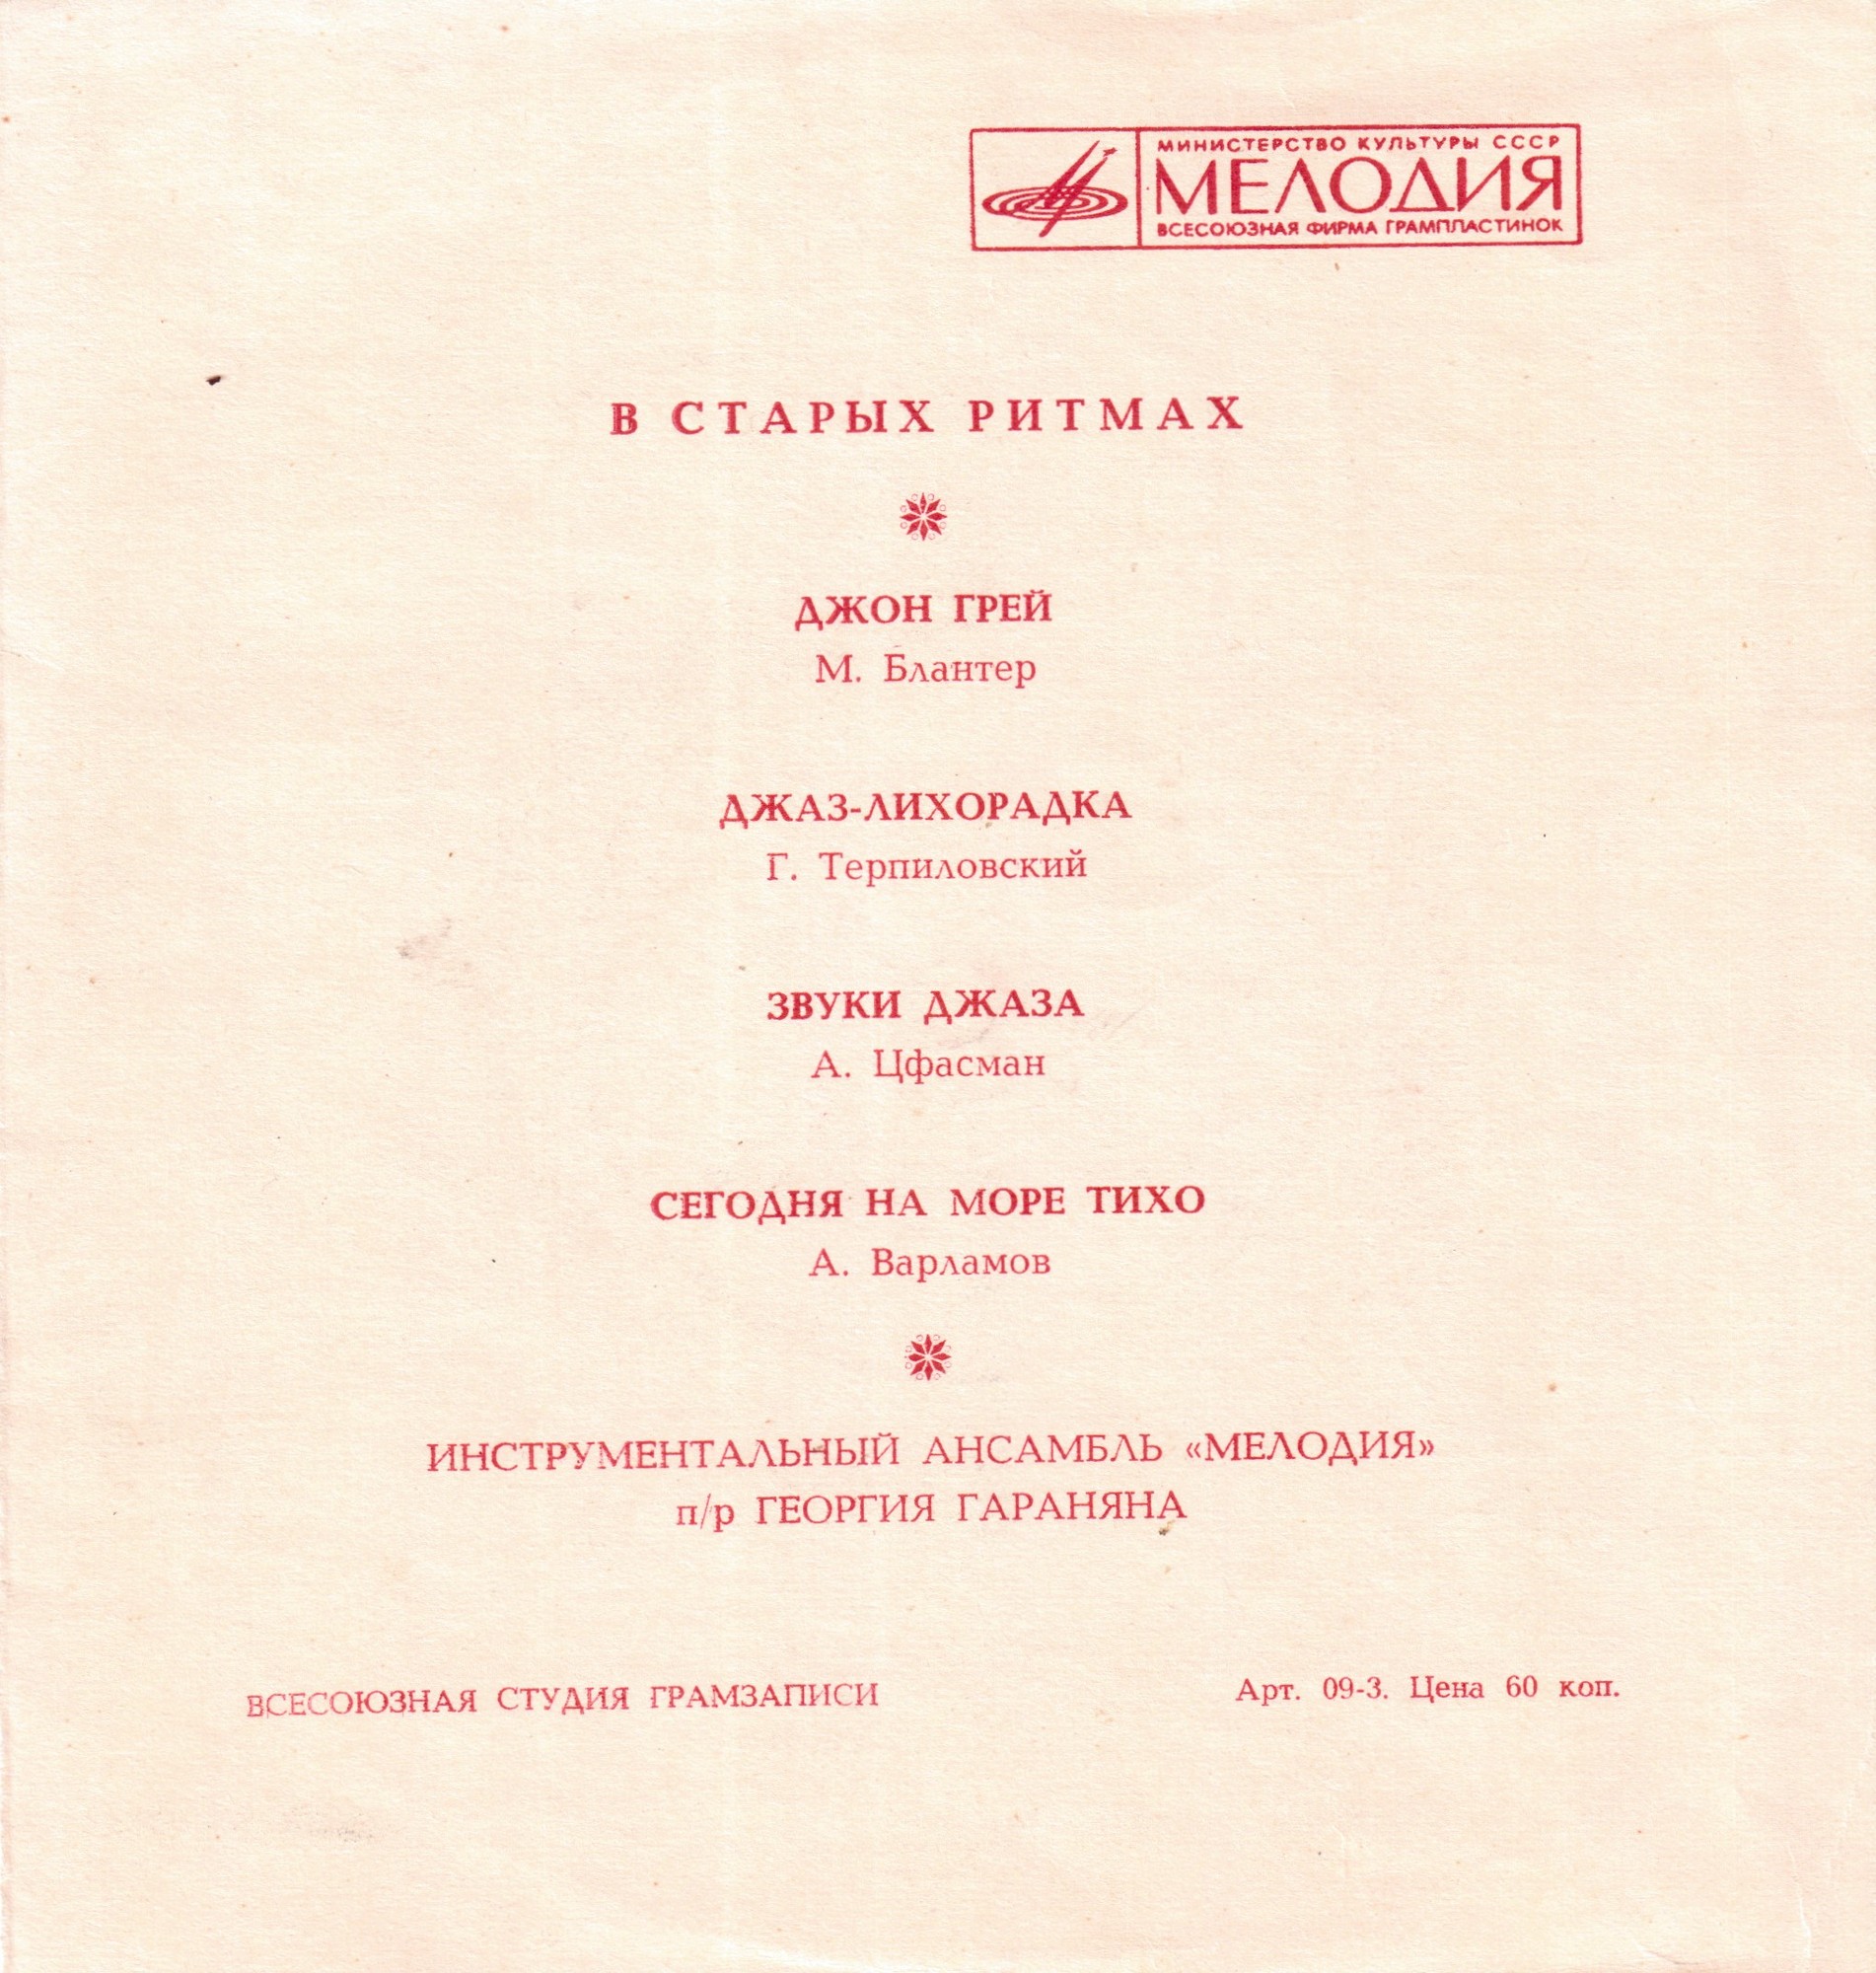 МИНИСТЕРСТВО КУЛЬТУРЫ СССР
МЕЛОДИЯ
ВСЕСОЮЗНАЯ ФИРМА ГРАМПЛАСТИНОК
В СТАРЫХ РИТМАХ
ДЖОН ГРЕЙ
М. Блантер
ДЖАЗ-ЛИХОРАДКА
Г. Терпиловский
ЗВУКИ ДЖАЗА
А. Цфасман
СЕГОДНЯ НА МОРЕ ТИХО
А. Варламов
ИНСТРУМЕНТАЛЬНЫЙ АНСАМБЛЬ «МЕЛОДИЯ»
п/р ГЕОРГИЯ ГАРАНЯНА
ВСЕСОЮЗНАЯ СТУДИЯ ГРАМЗАПИСИ
Арт. 09-3. Цена 60 коп.